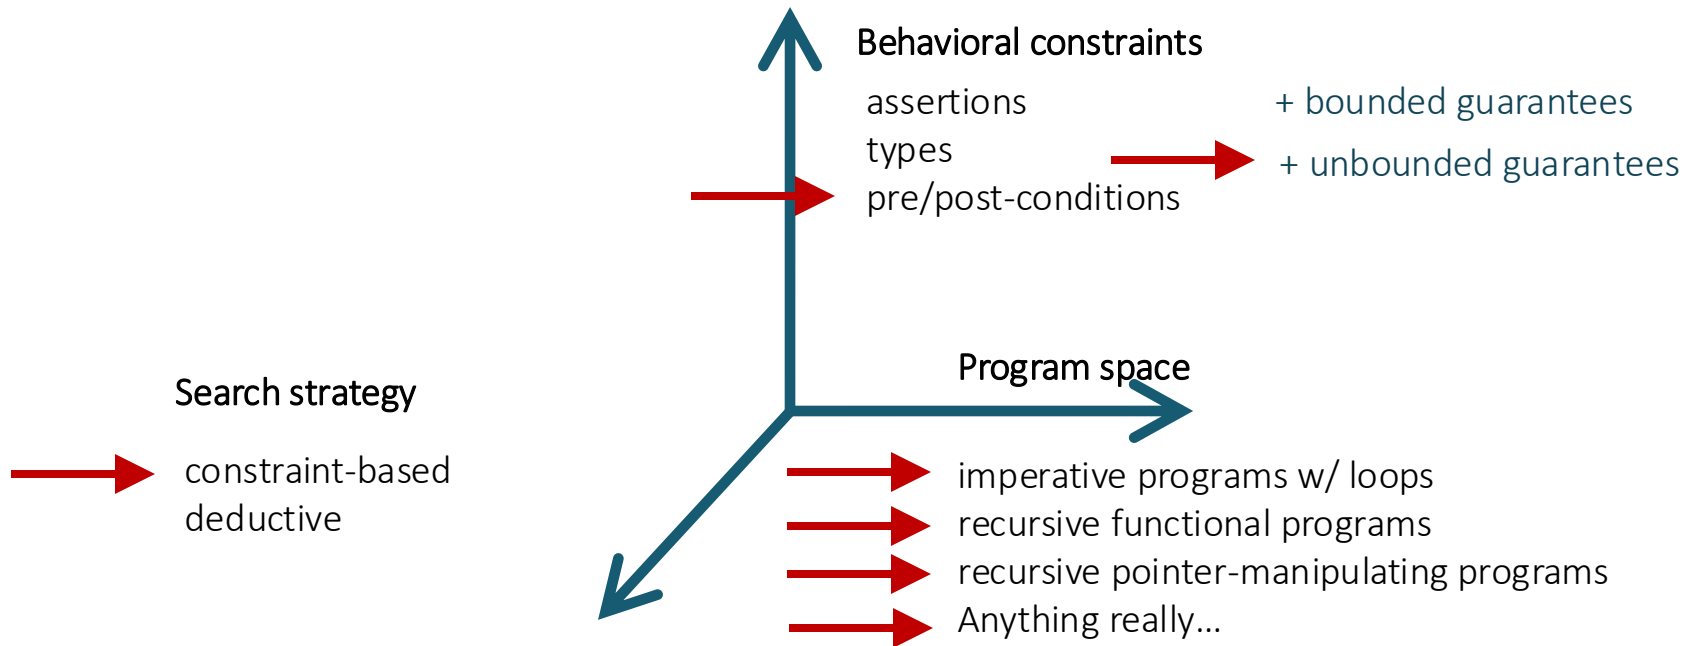 Behavioral constraints
assertions
types
pre/post-conditions
+ bounded guarantees
+ unbounded guarantees
Program space
Search strategy
constraint-based
deductive
imperative programs w/ loops
recursive functional programs
recursive pointer-manipulating programs
Anything really…